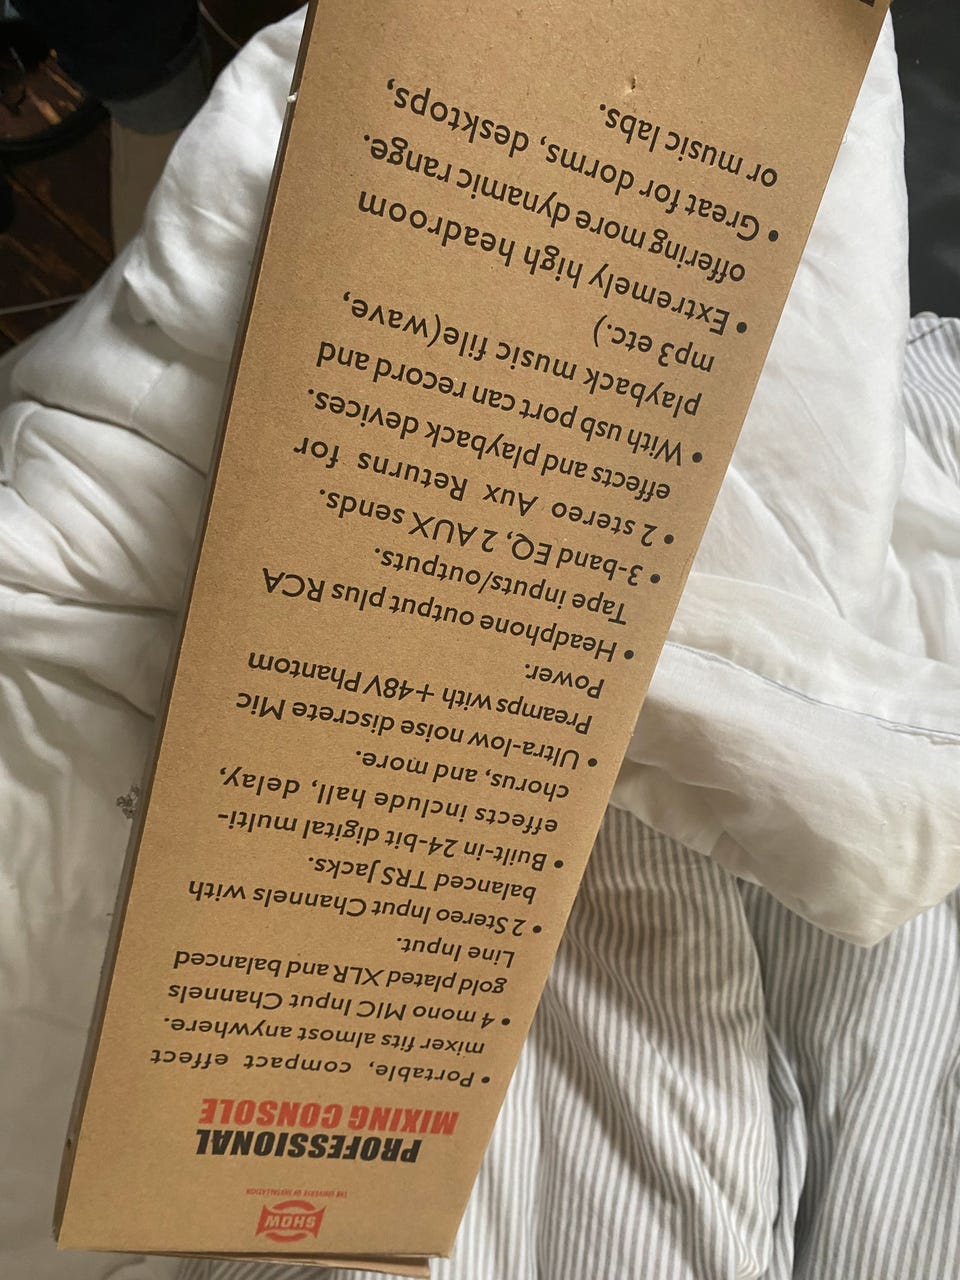 SHOW
THE UNIVERSE OF INSTALLATION
PROFESSIONAL
MIXING CONSOLE
• Portable, compact effect
mixer fits almost anywhere.
• 4 mono MIC Input Channels
gold plated XLR and balanced
Line Input.
• 2 Stereo Input Channels with
balanced TRS Jacks.
• Built-in 24-bit digital multi-
effects include hall, delay,
chorus, and more.
• Ultra-low noise discrete Mic
Preamps with +48V Phantom
Power.
• Headphone output plus RCA
Tape inputs/outputs.
• 3-band EQ, 2 AUX sends.
• 2 stereo Aux Returns for
effects and playback devices.
• With usb port can record and
playback music file(wave,
mp3 etc.)
• Extremely high headroom
offering more dynamic range.
• Great for dorms, desktops,
or music labs.